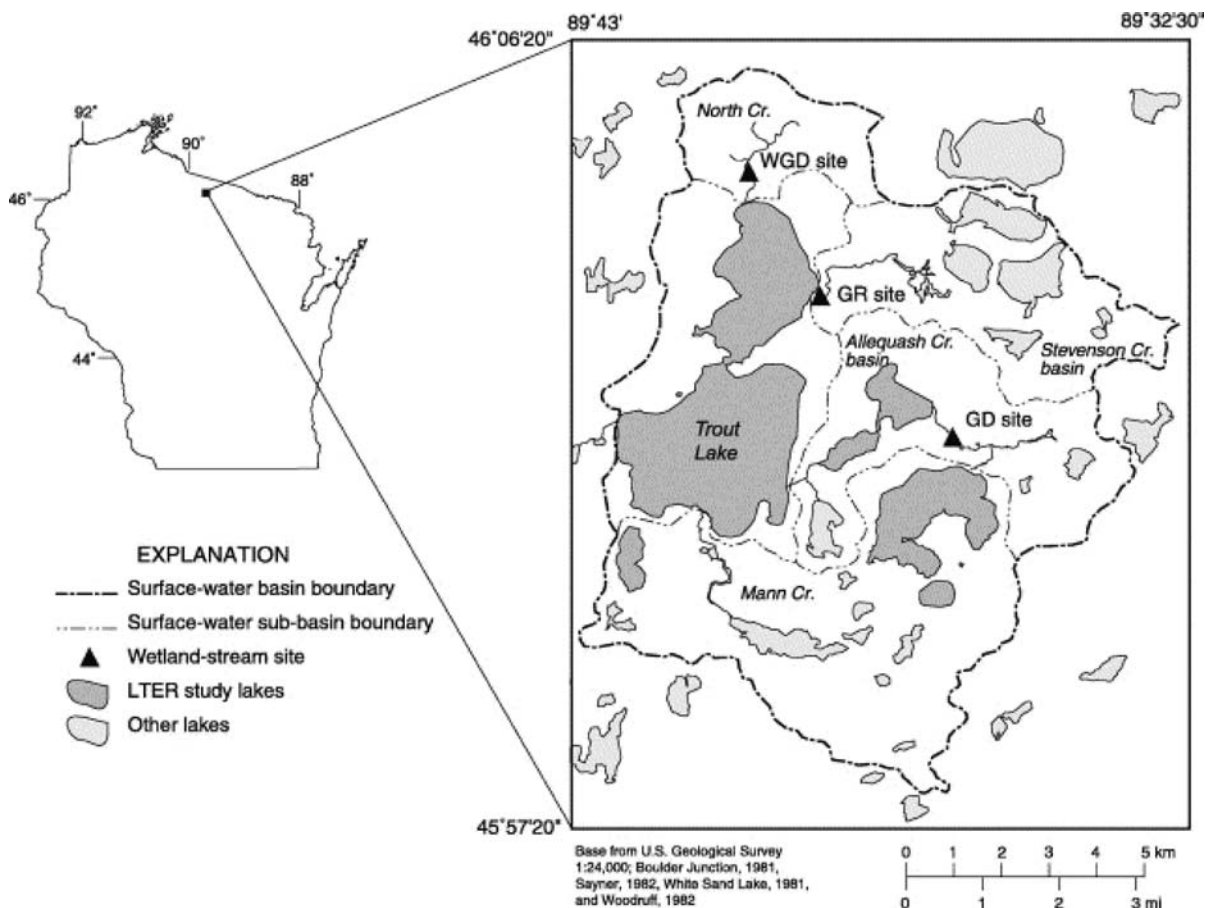 89°43'
89°32'30"
46°06'20"
92°
90°
88°
46°
44°
North Cr.
WGD site
GR site
Allequash Cr.
basin
Stevenson Cr.
basin
GD site
Trout
Lake
Mann Cr.
EXPLANATION
Surface-water basin boundary
Surface-water sub-basin boundary
Wetland-stream site
LTER study lakes
Other lakes
45°57'20"
Base from U.S. Geological Survey
1:24,000; Boulder Junction, 1981,
Sayner, 1982, White Sand Lake, 1981,
and Woodruff, 1982
0 1 2 3 4 5 km
0 1 2 3 mi